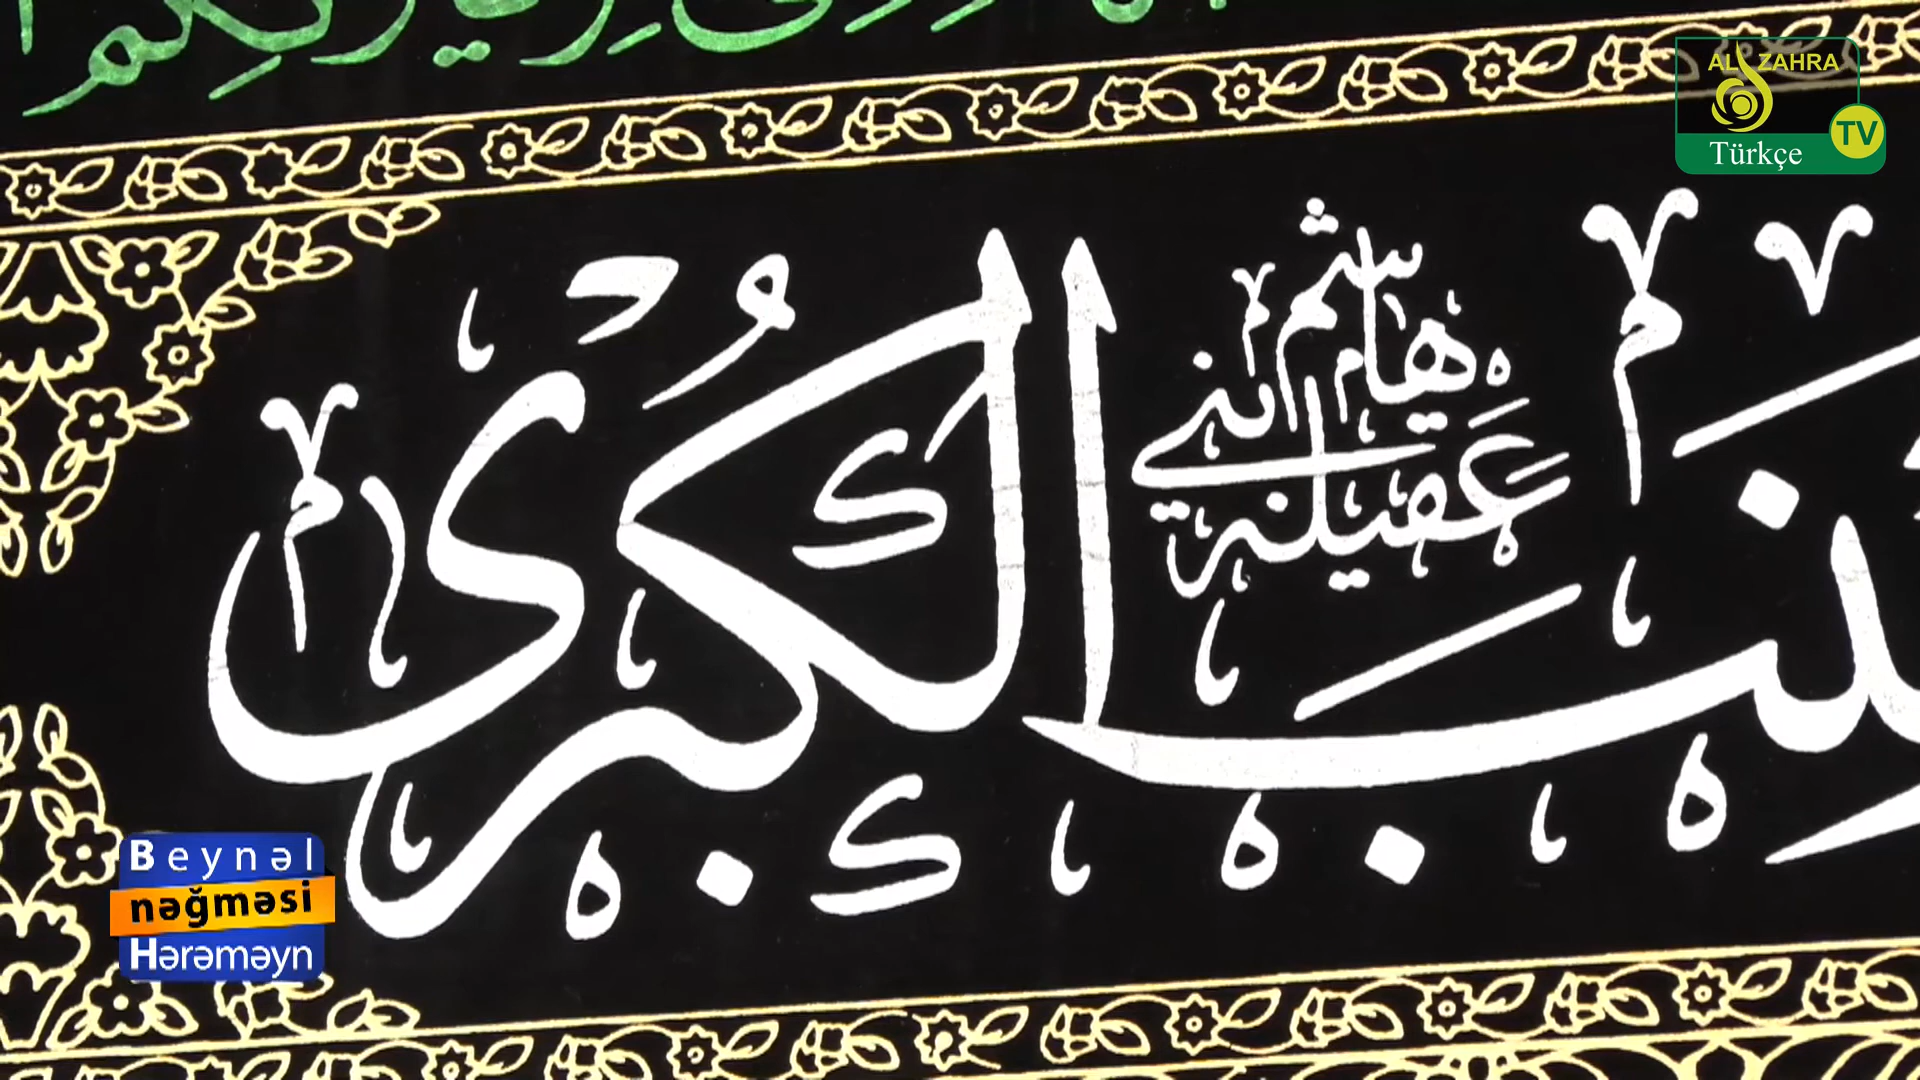 AL ZAHRA
TV
Türkçe
هاشم
بني
عقيلة
الكبرى
Beynəl
nəğməsi
Hərəməyn